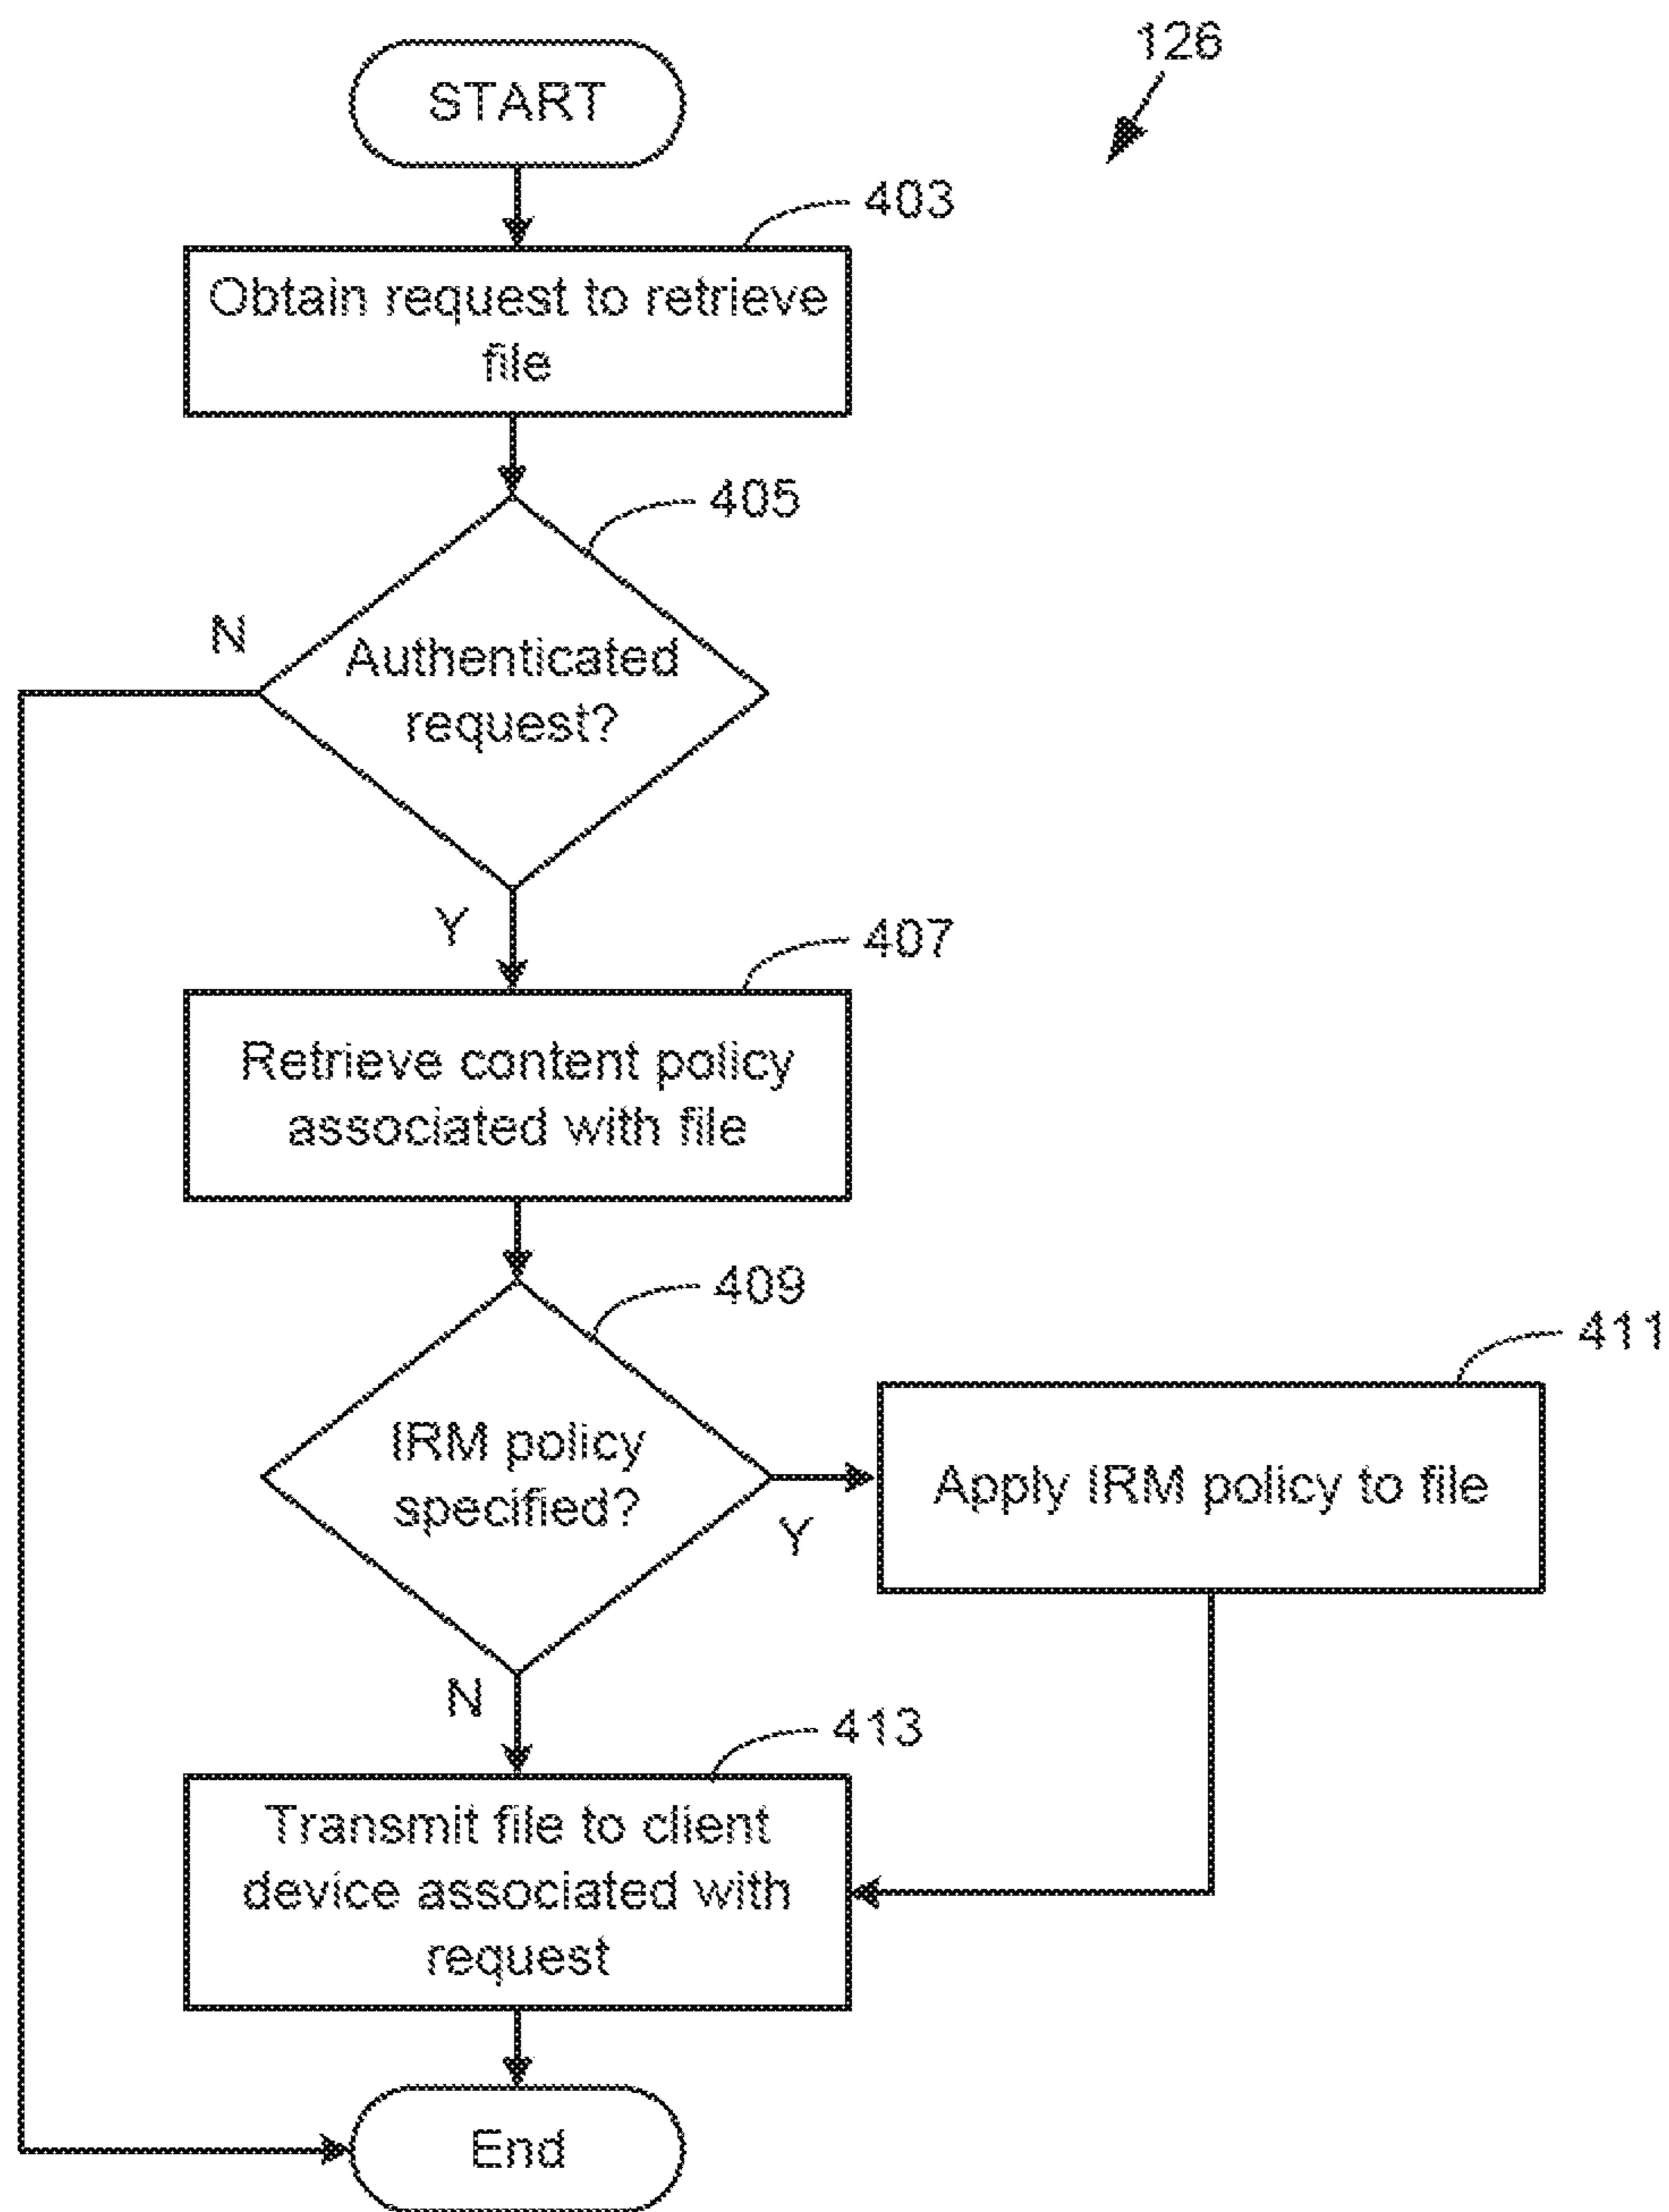 126
START
403
Obtain request to retrieve
file
405
N
Authenticated
request?
Y
407
Retrieve content policy
associated with file
409
411
IRM policy
specified?
Y
Apply IRM policy to file
N
413
Transmit file to client
device associated with
request
End